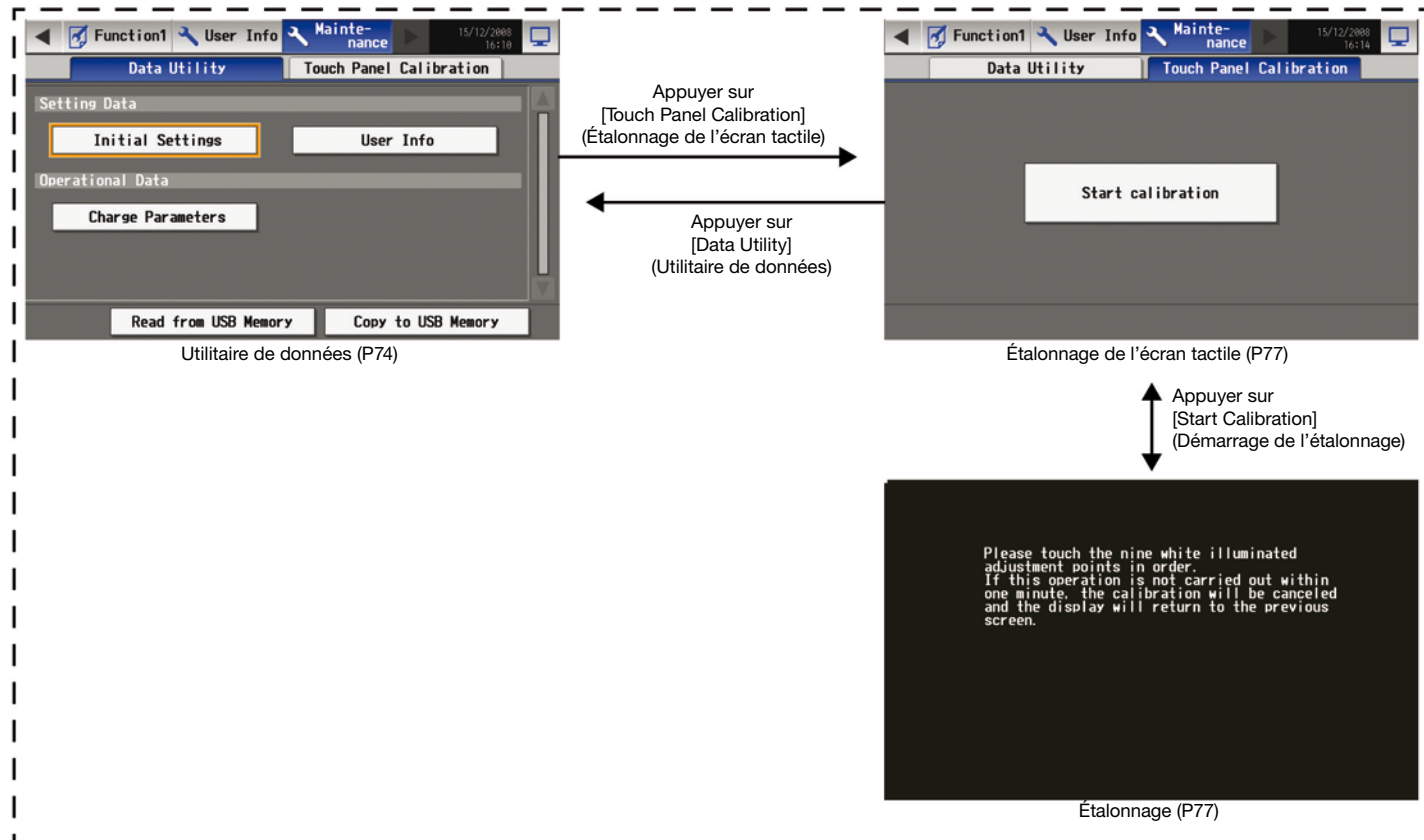 Function1 User Info Mainte-
nance 15/12/2008
16:10
Data Utility Touch Panel Calibration
Setting Data
Initial Settings User Info
Operational Data
Charge Parameters
Read from USB Memory Copy to USB Memory
Utilitaire de données (P74)
Appuyer sur
[Touch Panel Calibration]
(Étalonnage de l'écran tactile)
Appuyer sur
[Data Utility]
(Utilitaire de données)
Function1 User Info Mainte-
nance 15/12/2008
16:14
Data Utility Touch Panel Calibration
Start calibration
Étalonnage de l'écran tactile (P77)
Appuyer sur
[Start Calibration]
(Démarrage de l'étalonnage)
Please touch the nine white illuminated
adjustment points in order.
If this operation is not carried out within
one minute, the calibration will be canceled
and the display will return to the previous
screen.
Étalonnage (P77)